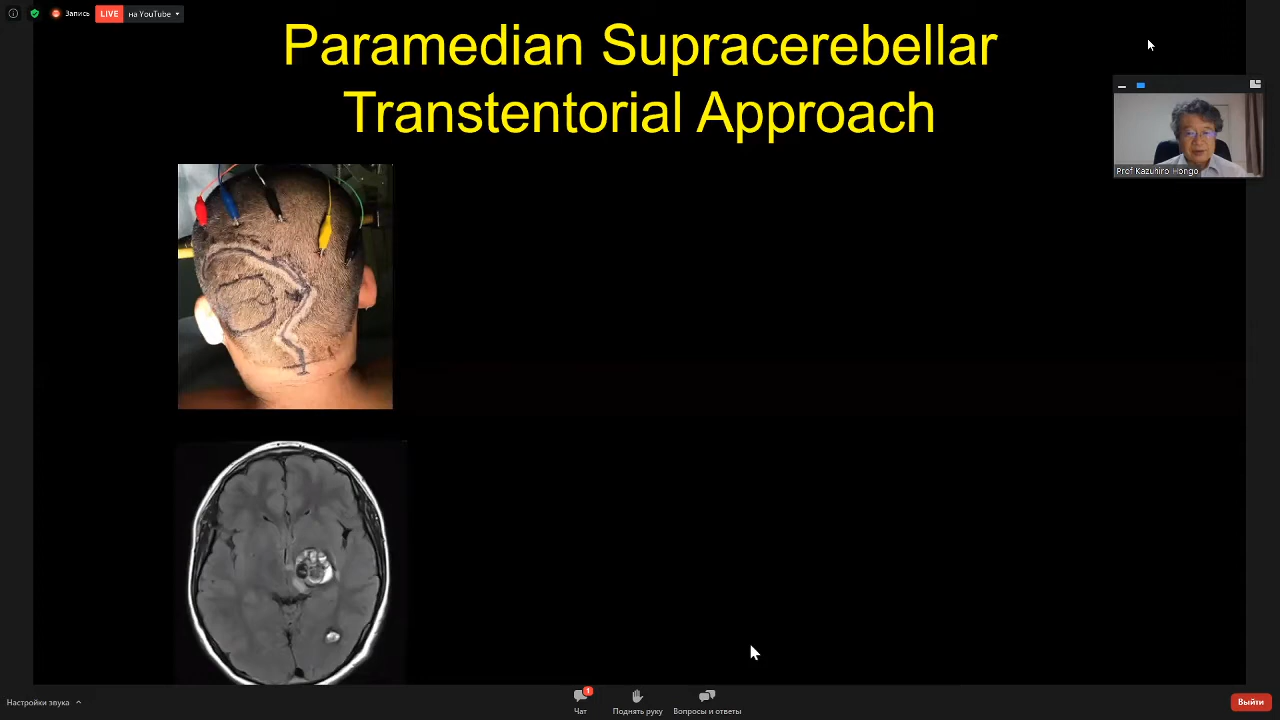 Запись
LIVE
на YouTube
Paramedian Supracerebellar
Transtentorial Approach
Prof Kazuhiro Hongo
Настройки звука
1
Чат
Поднять руку
Вопросы и ответы
Выйти